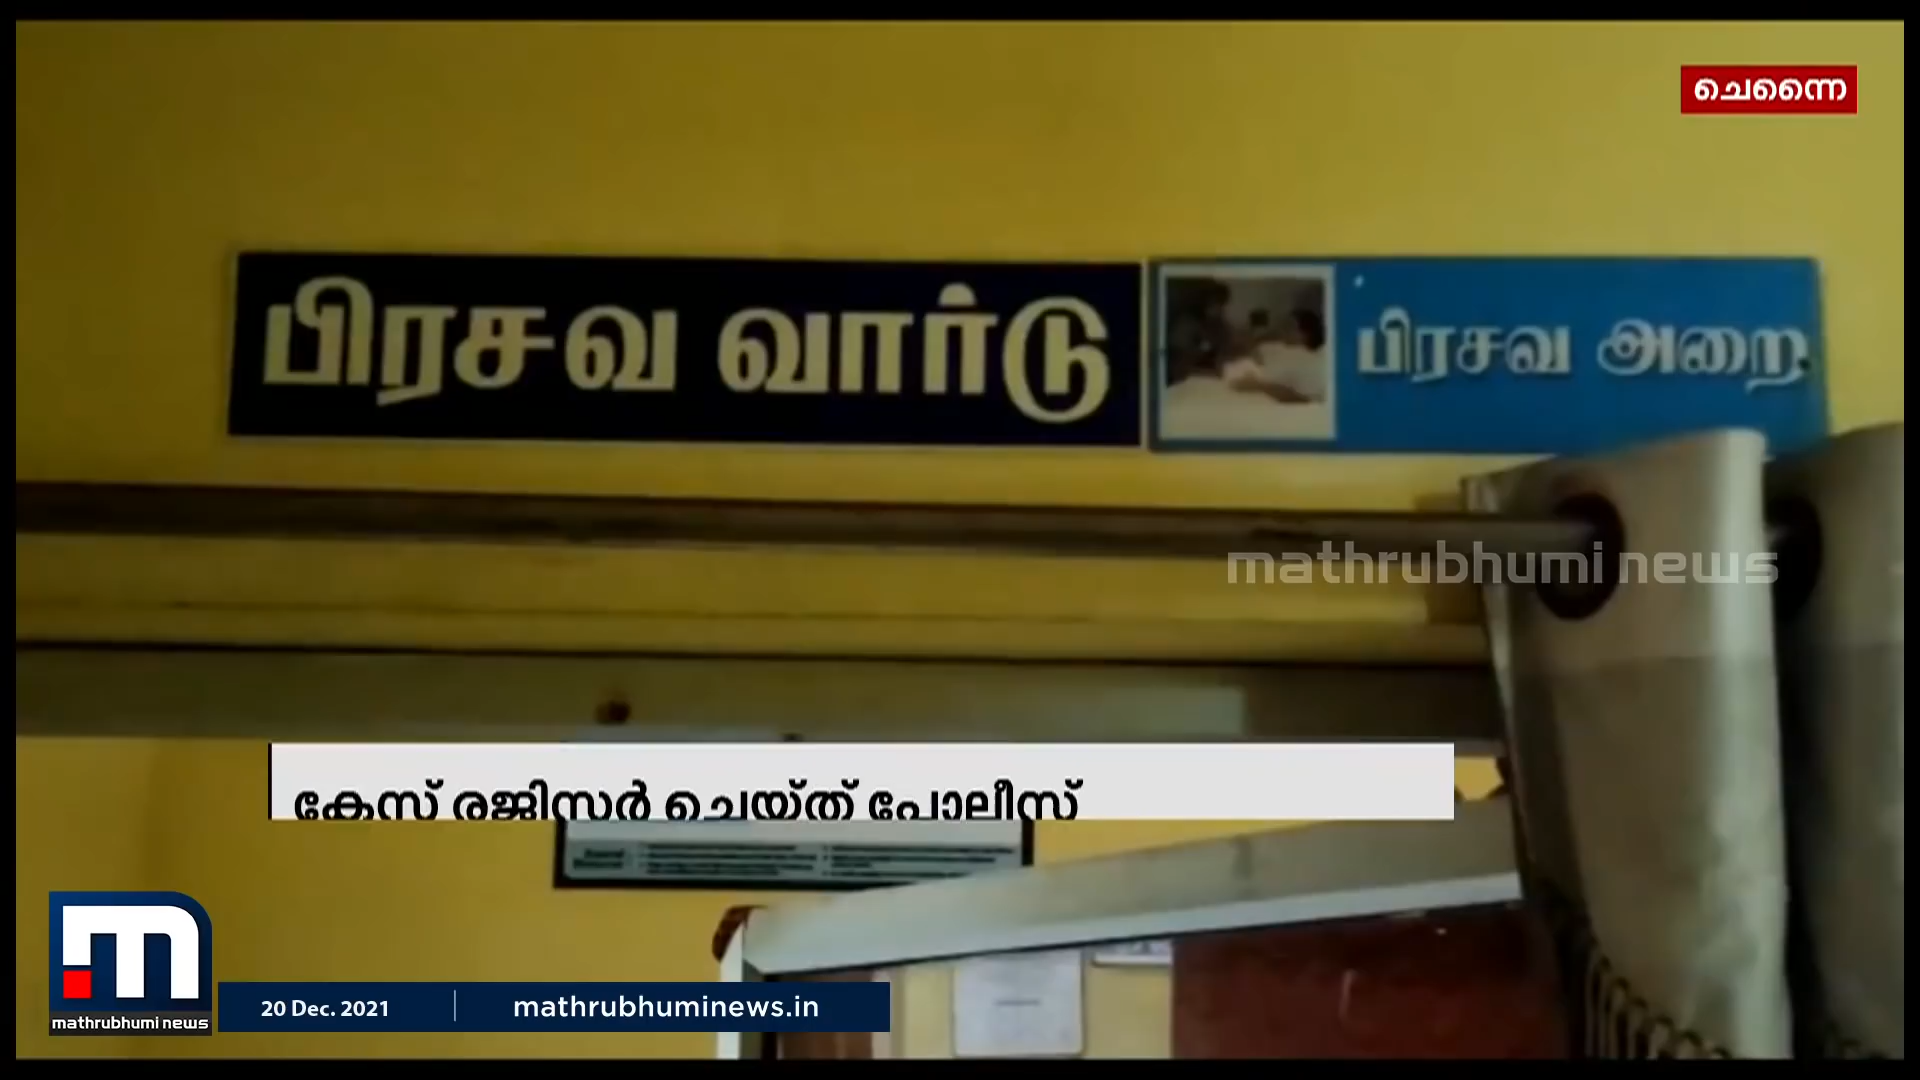 ചെന്നൈ
பிரசவ வார்டு
பிரசவ அறை
mathrubhumi news
കേസ് രജിസ്റ്റർ ചെയ്ത് പോലീസ്
mathrubhumi news
20 Dec. 2021
mathrubhuminews.in